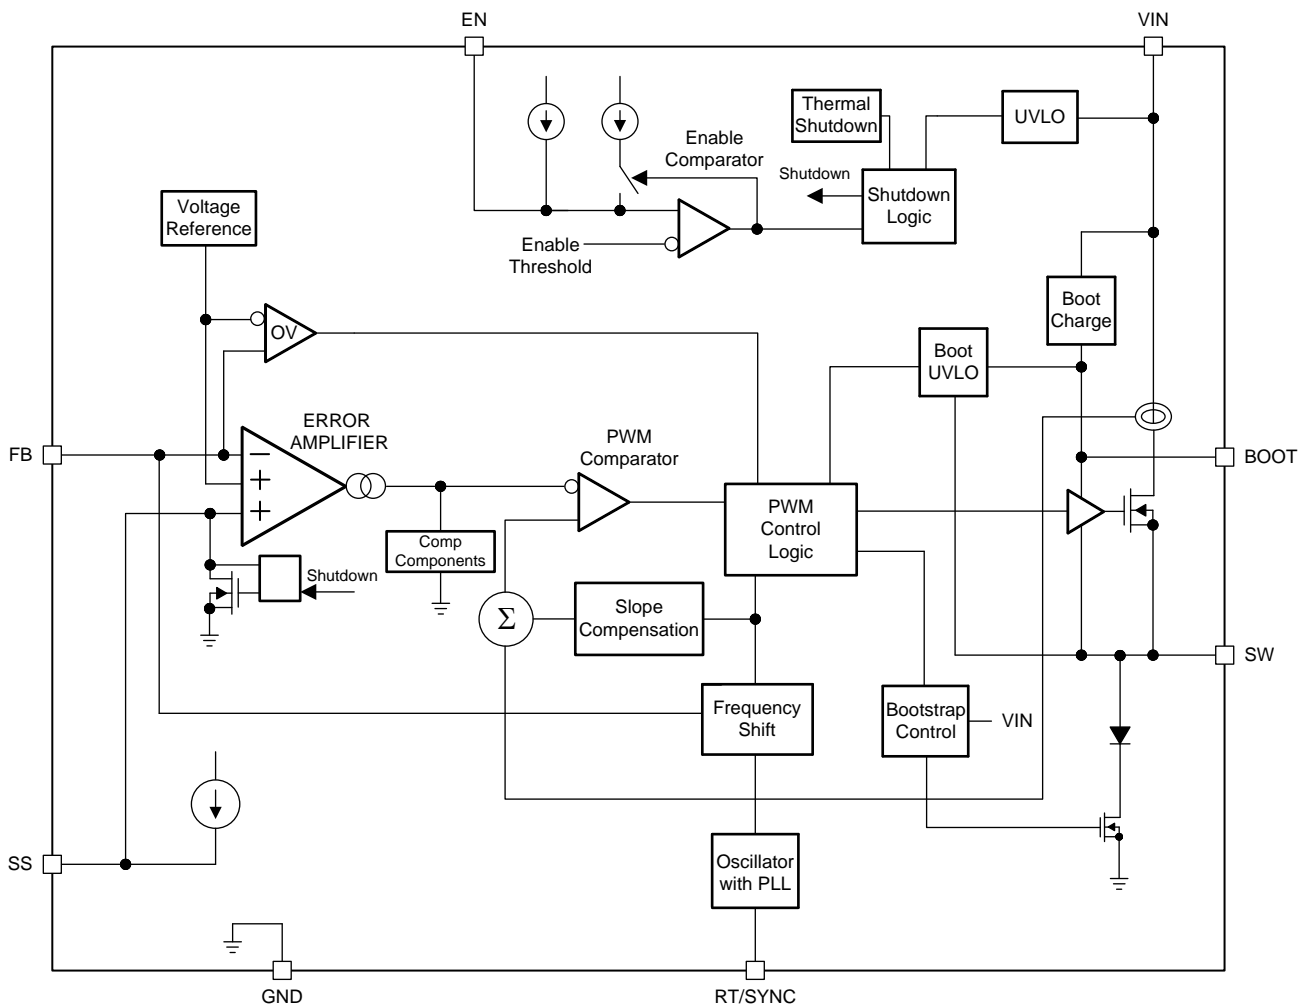 EN
VIN
Thermal
Shutdown
UVLO
Enable
Comparator
Shutdown
Shutdown
Logic
Voltage
Reference
Enable
Threshold
Boot
Charge
OV
Boot
UVLO
ERROR
AMPLIFIER
PWM
Comparator
FB
BOOT
PWM
Control
Logic
Comp
Components
Shutdown
Σ
Slope
Compensation
SW
Frequency
Shift
Bootstrap
Control
VIN
SS
Oscillator
with PLL
GND
RT/SYNC